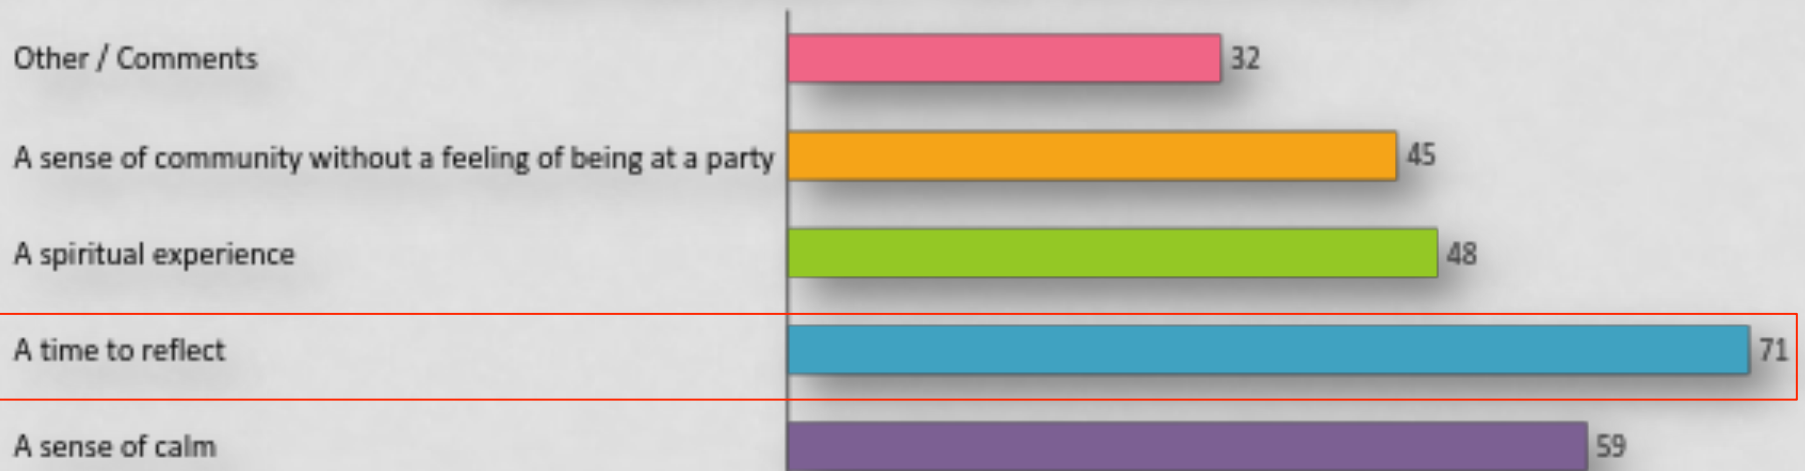 Other / Comments 32
A sense of community without a feeling of being at a party 45
A spiritual experience 48
A time to reflect 71
A sense of calm 59